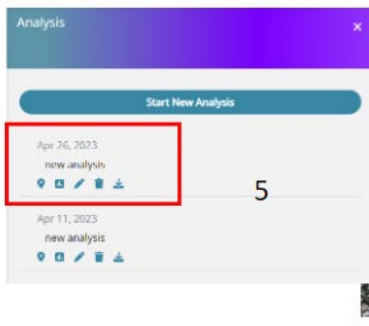 Analysis ×
Start New Analysis
Apr 26, 2023
new analysis
5
Apr 11, 2023
new analysis